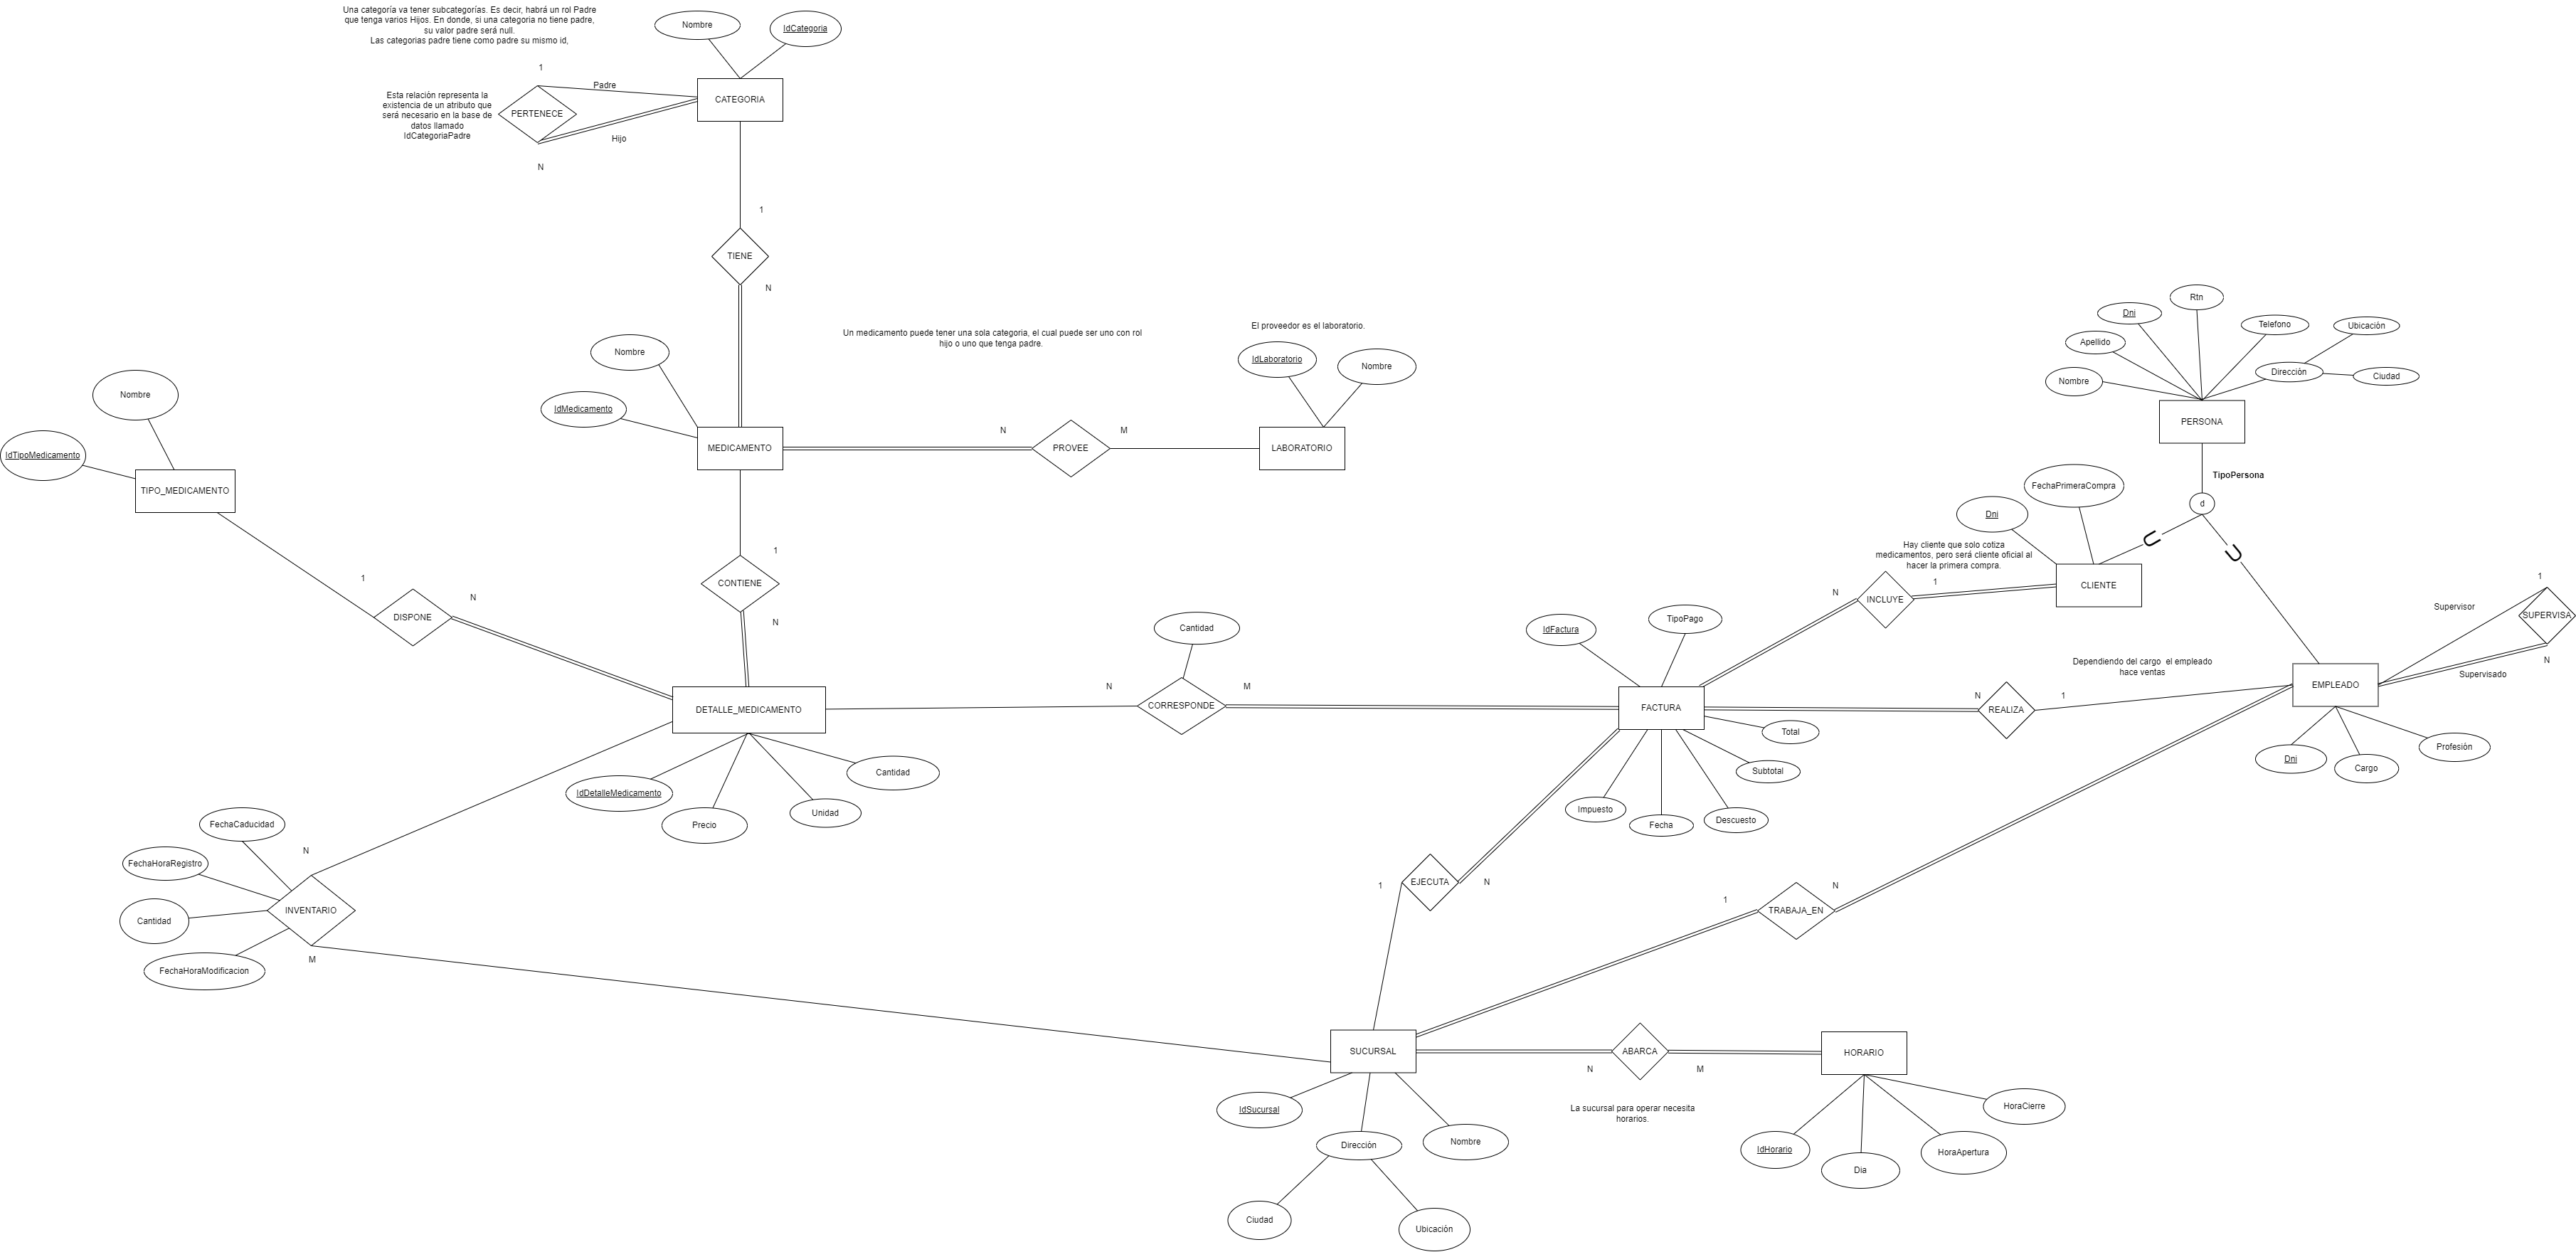 Una categoría va tener subcategorías. Es decir, habrá un rol Padre
que tenga varios Hijos. En donde, si una categoria no tiene padre,
su valor padre será null.
Las categorias padre tiene como padre su mismo id,
Nombre
IdCategoria
1
Padre
CATEGORIA
Esta relación representa la
existencia de un atributo que
será necesario en la base de
datos llamado
IdCategoriaPadre
PERTENECE
Hijo
N
1
TIENE
N
Un medicamento puede tener una sola categoria, el cual puede ser uno con rol
hijo o uno que tenga padre.
El proveedor es el laboratorio.
IdLaboratorio
Nombre
Nombre
IdMedicamento
MEDICAMENTO
N
PROVEE
M
LABORATORIO
Nombre
IdTipoMedicamento
TIPO_MEDICAMENTO
1
DISPONE
N
1
CONTIENE
N
Rtn
Dni
Telefono
Ubicación
Apellido
Dirección
Ciudad
Nombre
PERSONA
TipoPersona
d
FechaPrimeraCompra
Dni
Hay cliente que solo cotiza
medicamentos, pero será cliente oficial al
hacer la primera compra.
CLIENTE
N
INCLUYE
1
1
Supervisor
SUPERVISA
N
Supervisado
Dependiendo del cargo  el empleado
hace ventas
EMPLEADO
Dni
Cargo
Profesión
Cantidad
N
CORRESPONDE
M
DETALLE_MEDICAMENTO
IdDetalleMedicamento
Precio
Unidad
Cantidad
IdFactura
TipoPago
FACTURA
N
REALIZA
1
Total
Subtotal
Impuesto
Fecha
Descuesto
FechaCaducidad
FechaHoraRegistro
Cantidad
FechaHoraModificacion
N
INVENTARIO
M
1
EJECUTA
N
1
TRABAJA_EN
N
SUCURSAL
N
ABARCA
M
HORARIO
La sucursal para operar necesita
horarios.
IdSucursal
Dirección
Nombre
Ciudad
Ubicación
IdHorario
Dia
HoraApertura
HoraCierre